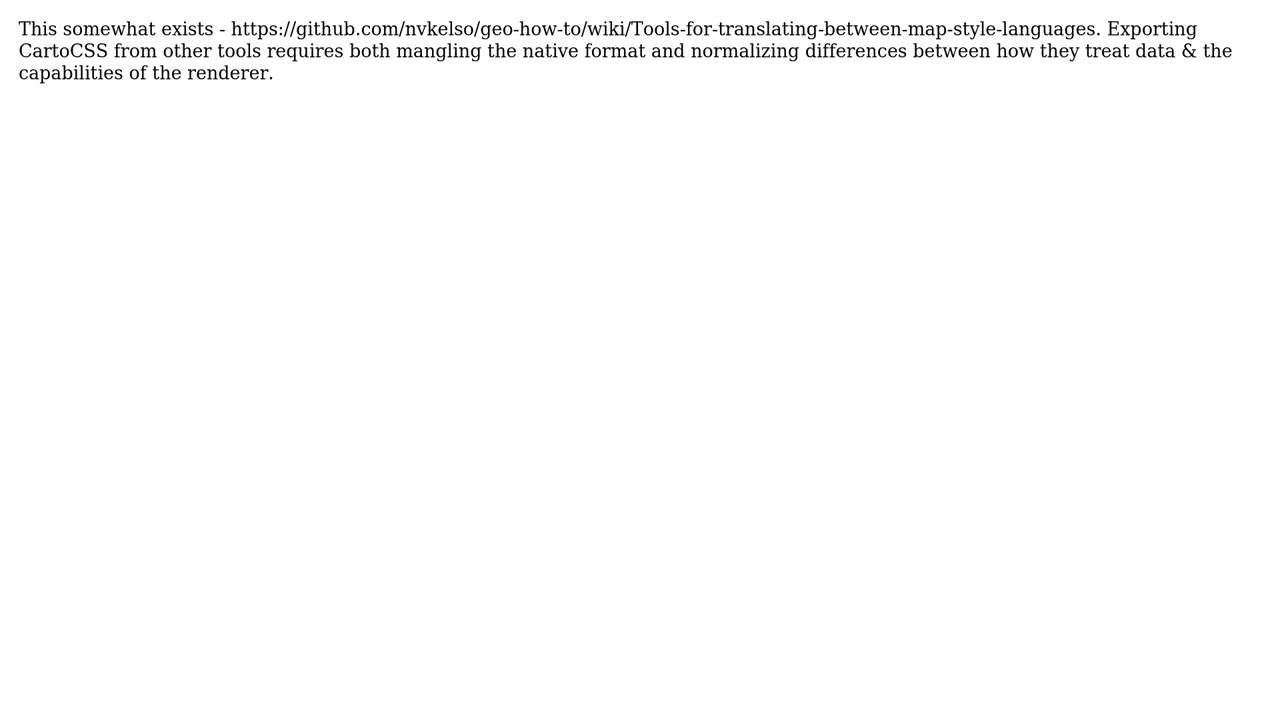 This somewhat exists - https://github.com/nvkelso/geo-how-to/wiki/Tools-for-translating-between-map-style-languages. Exporting
CartoCSS from other tools requires both mangling the native format and normalizing differences between how they treat data & the
capabilities of the renderer.